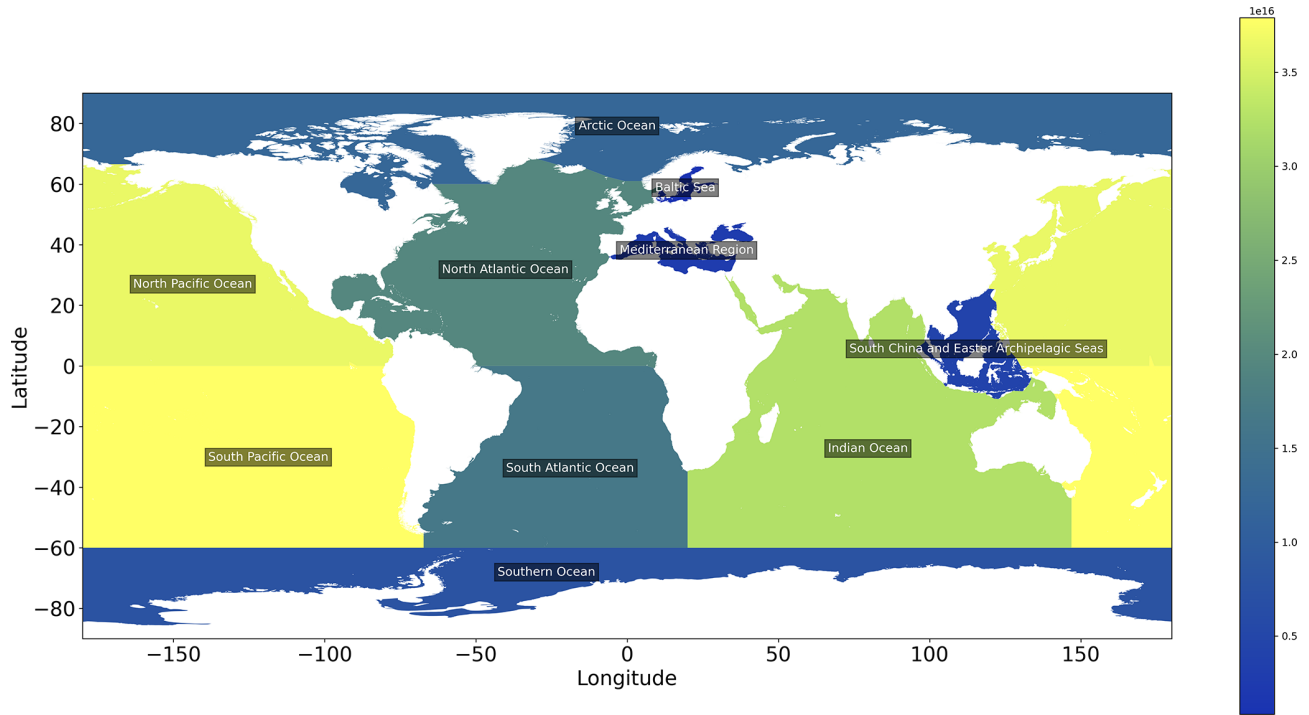 1e16
3.5
3.0
2.5
2.0
1.5
1.0
0.5
80
60
40
20
0
−20
−40
−60
−80
Latitude
Arctic Ocean
Baltic Sea
Mediterranean Region
North Atlantic Ocean
North Pacific Ocean
South China and Easter Archipelagic Seas
Indian Ocean
South Pacific Ocean
South Atlantic Ocean
Southern Ocean
−150
−100
−50
0
50
100
150
Longitude